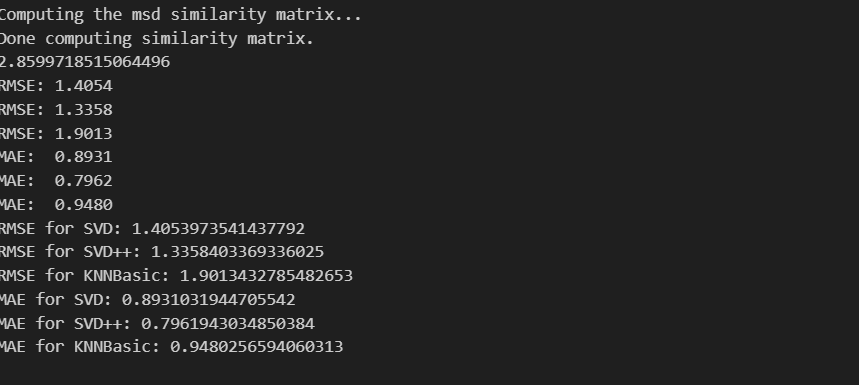 Computing the msd similarity matrix...
Done computing similarity matrix.
2.8599718515064496
RMSE: 1.4054
RMSE: 1.3358
RMSE: 1.9013
MAE:  0.8931
MAE:  0.7962
MAE:  0.9480
RMSE for SVD: 1.4053973541437792
RMSE for SVD++: 1.3358403369336025
RMSE for KNNBasic: 1.9013432785482653
MAE for SVD: 0.8931031944705542
MAE for SVD++: 0.7961943034850384
MAE for KNNBasic: 0.9480256594060313